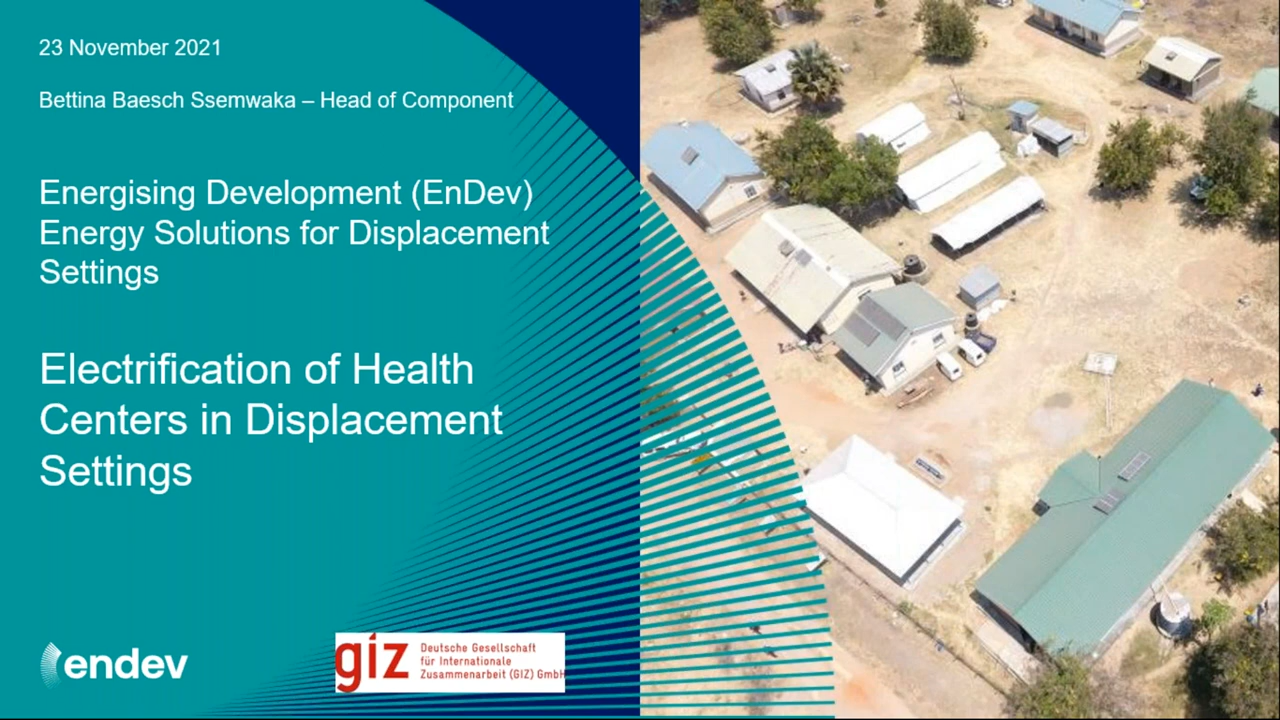 23 November 2021
Bettina Baesch Ssemwaka – Head of Component
Energising Development (EnDev)
Energy Solutions for Displacement
Settings
Electrification of Health
Centers in Displacement
Settings
endev
giz
Deutsche Gesellschaft
für Internationale
Zusammenarbeit (GIZ) GmbH